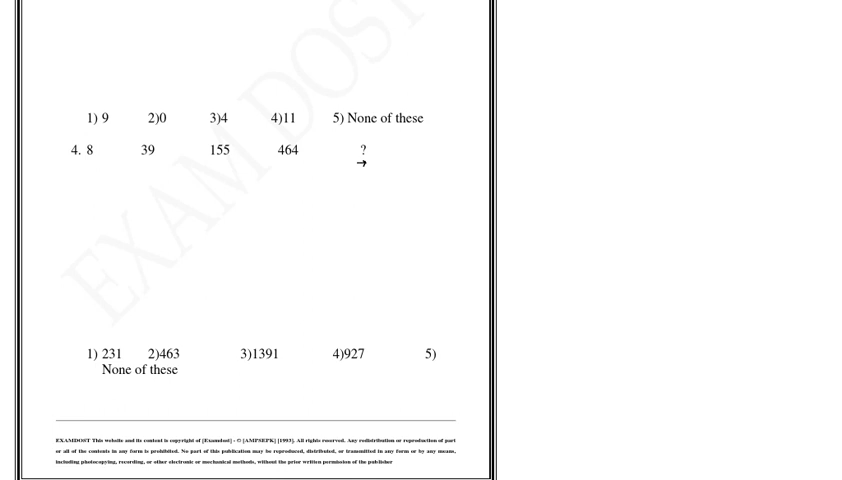 EXAM DOST
1) 9 2)0 3)4 4)11 5) None of these
4. 8 39 155 464 ?
→
1) 231 2)463 3)1391 4)927 5)
None of these
EXAMDOST This website and its content is copyright of [Examdost] - © [AMPSEPK] [1993]. All rights reserved. Any redistribution or reproduction of part
or all of the contents in any form is prohibited. No part of this publication may be reproduced, distributed, or transmitted in any form or by any means,
including photocopying, recording, or other electronic or mechanical methods, without the prior written permission of the publisher